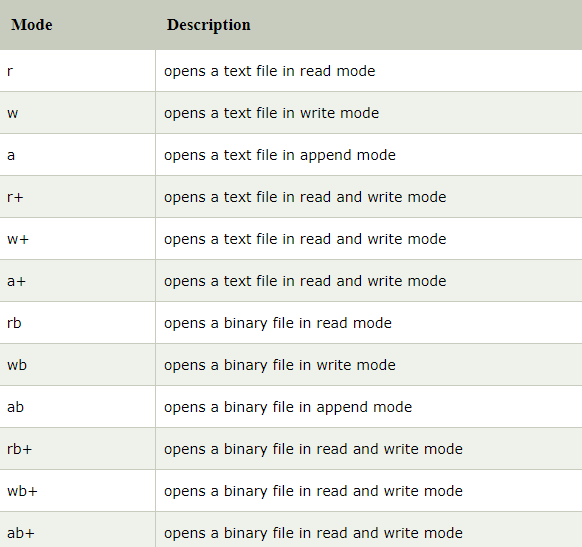 Mode Description
r opens a text file in read mode
w opens a text file in write mode
a opens a text file in append mode
r+ opens a text file in read and write mode
w+ opens a text file in read and write mode
a+ opens a text file in read and write mode
rb opens a binary file in read mode
wb opens a binary file in write mode
ab opens a binary file in append mode
rb+ opens a binary file in read and write mode
wb+ opens a binary file in read and write mode
ab+ opens a binary file in read and write mode